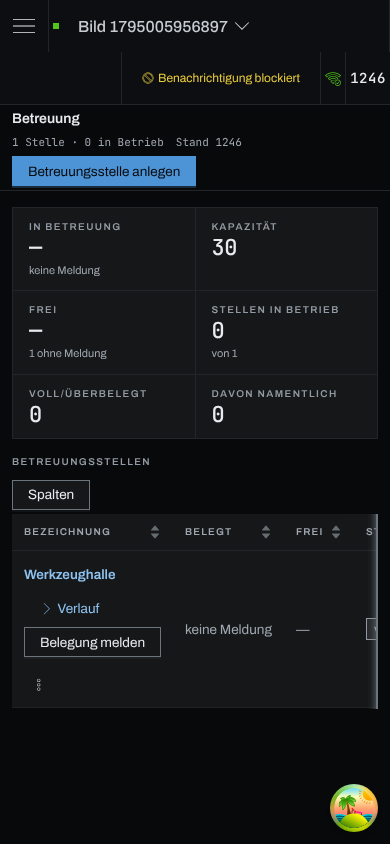 Bild 1795005956897
Benachrichtigung blockiert
1246
Betreuung
1 Stelle · 0 in Betrieb Stand 1246
Betreuungsstelle anlegen
IN BETREUUNG
—
keine Meldung
KAPAZITÄT
30
FREI
—
1 ohne Meldung
STELLEN IN BETRIEB
0
von 1
VOLL/ÜBERBELEGT
0
DAVON NAMENTLICH
0
BETREUUNGSSTELLEN
Spalten
BEZEICHNUNG BELEGT FREI
Werkzeughalle
Verlauf
Belegung melden
keine Meldung —